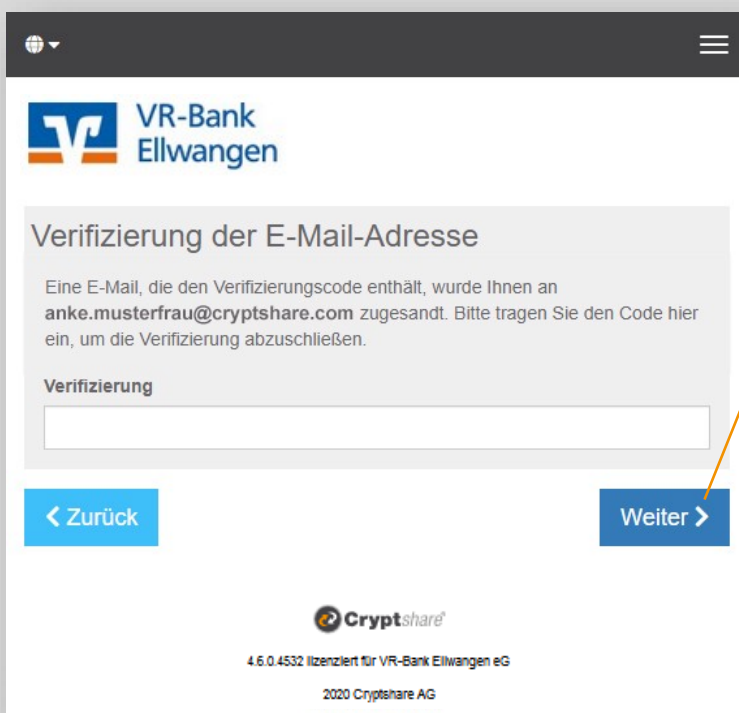 VR-Bank
Ellwangen
Verifizierung der E-Mail-Adresse
Eine E-Mail, die den Verifizierungscode enthält, wurde Ihnen an
anke.musterfrau@cryptshare.com zugesandt. Bitte tragen Sie den Code hier
ein, um die Verifizierung abzuschließen.
Verifizierung
Zurück
Weiter
Cryptshare
4.6.0.4532 lizenziert für VR-Bank Ellwangen eG
2020 Cryptshare AG